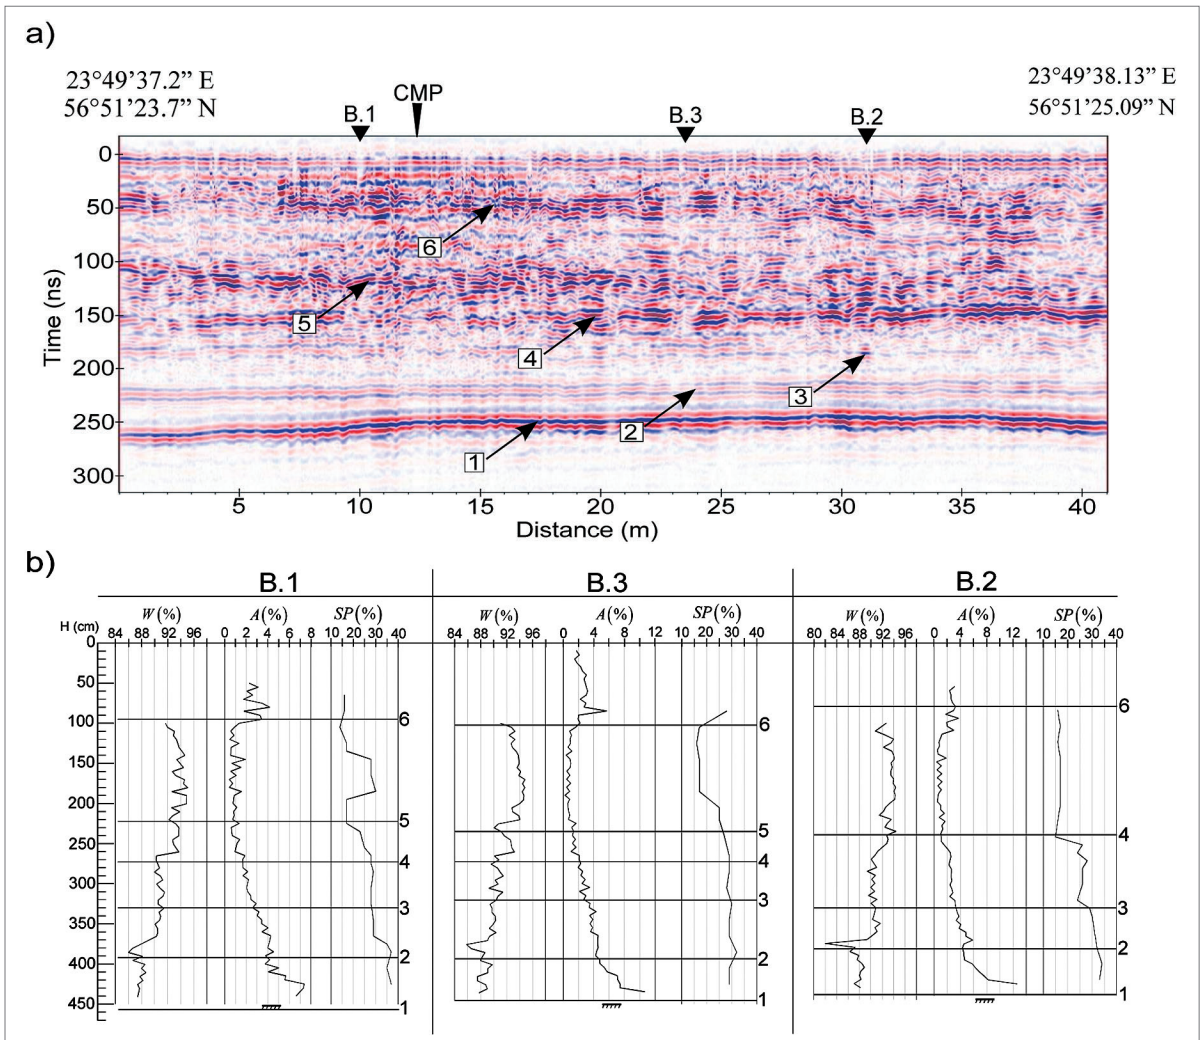 a)
23°49’37.2” E
56°51’23.7” N
23°49’38.13” E
56°51’25.09” N
B.1
CMP
B.3
B.2
Time (ns)
0
50
100
150
200
250
300
6
5
4
3
2
1
5 10 15 20 25 30 35 40
Distance (m)
b)
B.1 B.3 B.2
H (cm)
W (%) A (%) SP (%) W (%) A (%) SP (%) W (%) A (%) SP (%)
84 88 92 96 0 2 4 6 8 10 20 30 40 84 88 92 96 0 4 8 12 10 20 30 40 80 84 88 92 96 0 4 8 12 10 20 30 40
0
50
100
150
200
250
300
350
400
450
6
5
4
3
2
1
6
5
4
3
2
1
6
4
3
2
1